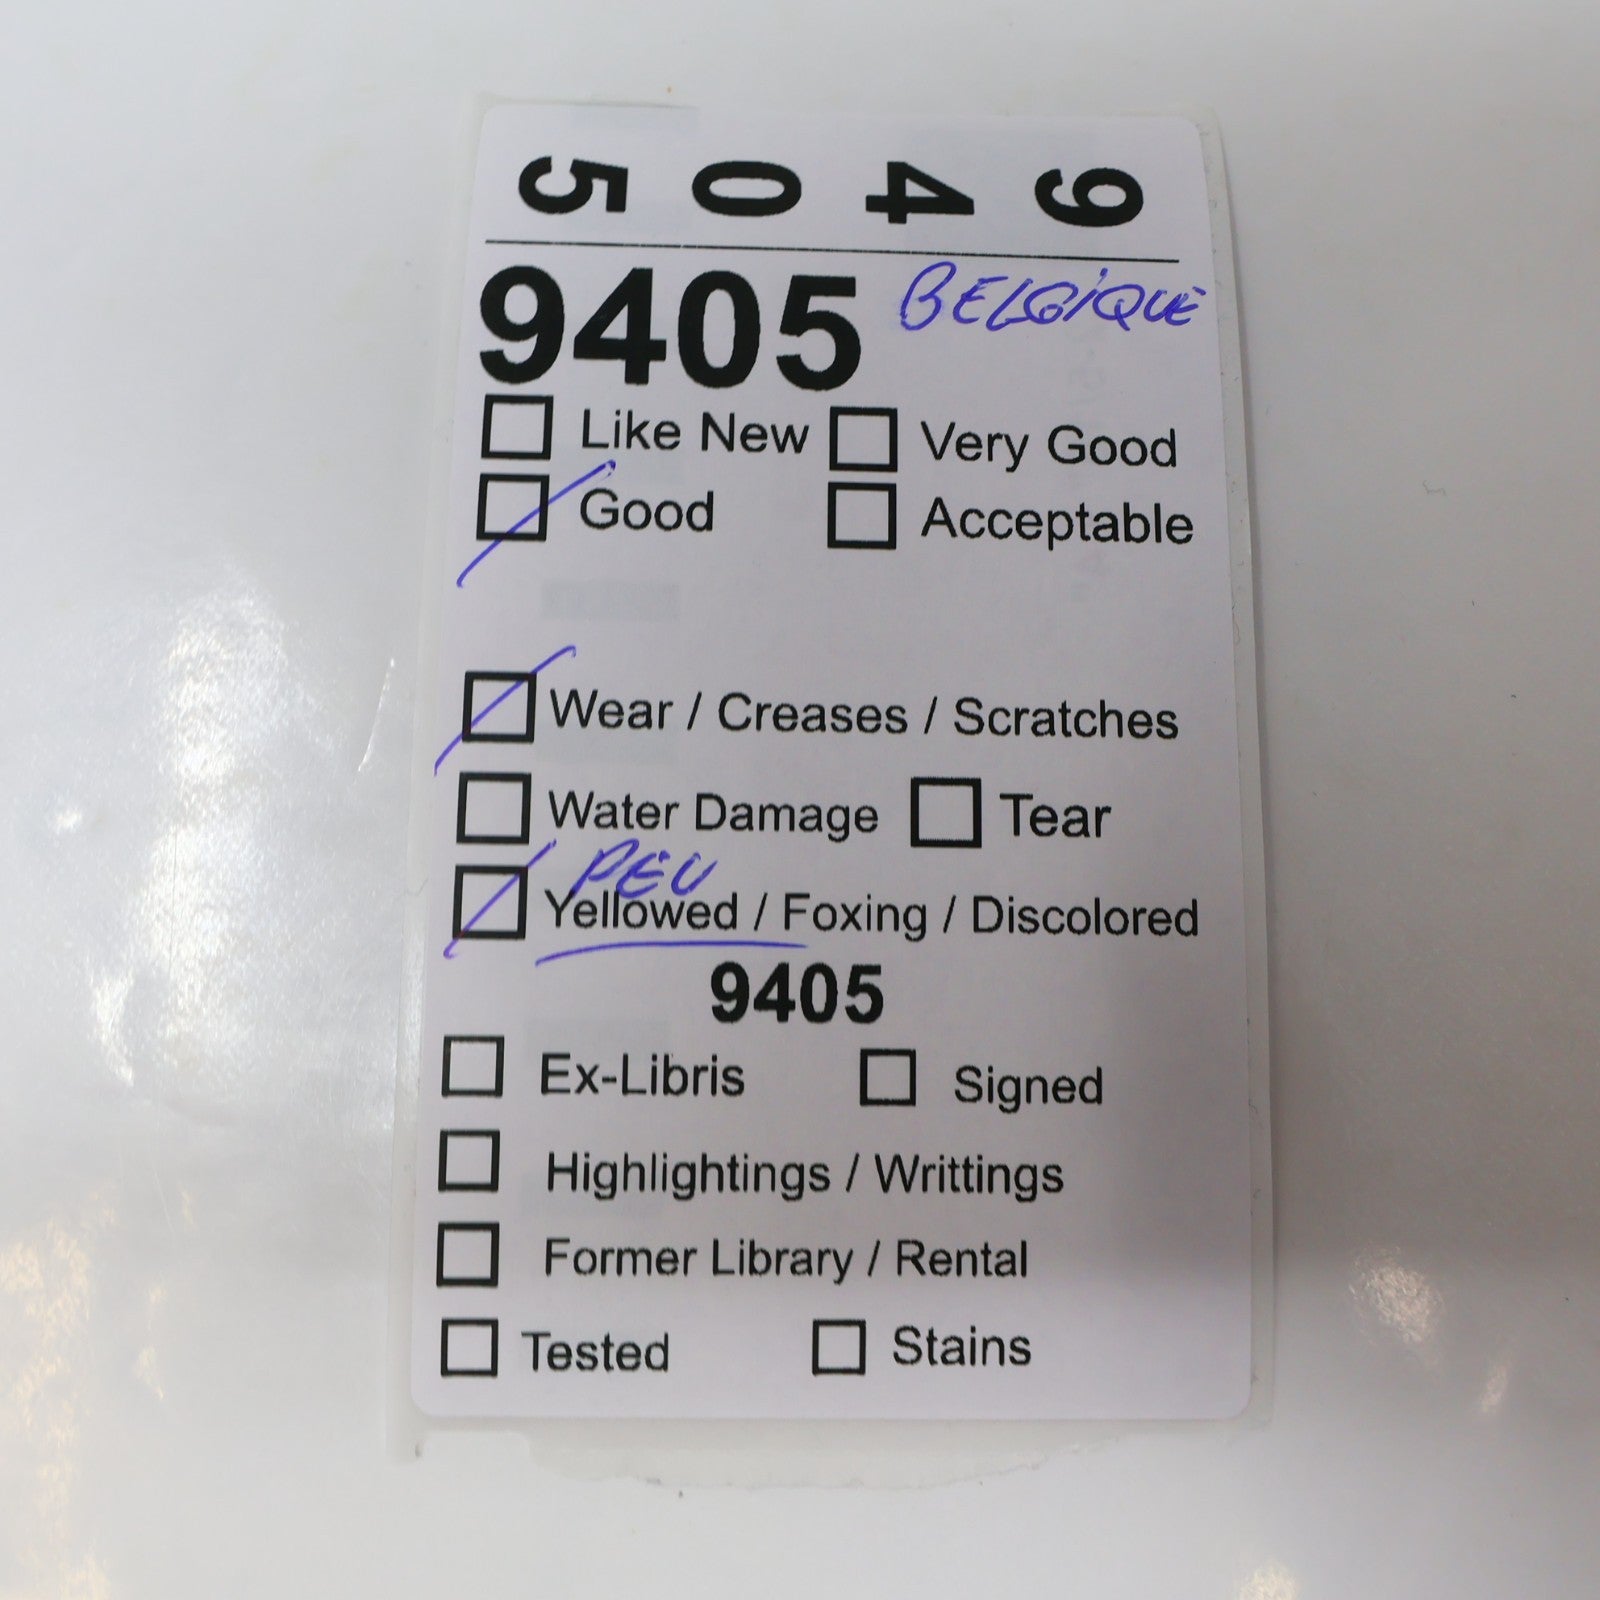 9405
9405 BELGIQUE
Like New Very Good
Good Acceptable
Wear / Creases / Scratches
Water Damage Tear
PEU
Yellowed / Foxing / Discolored
9405
Ex-Libris Signed
Highlightings / Writtings
Former Library / Rental
Tested Stains